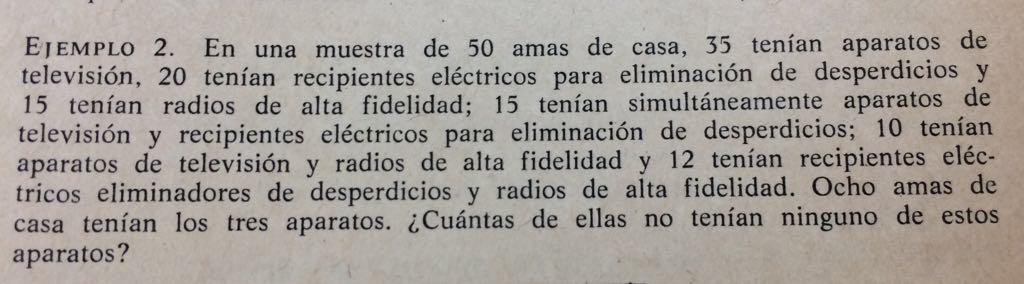 EJEMPLO 2. En una muestra de 50 amas de casa, 35 tenían aparatos de
televisión, 20 tenían recipientes eléctricos para eliminación de desperdicios y
15 tenían radios de alta fidelidad; 15 tenían simultáneamente aparatos de
televisión y recipientes eléctricos para eliminación de desperdicios; 10 tenían
aparatos de televisión y radios de alta fidelidad y 12 tenían recipientes eléc-
tricos eliminadores de desperdicios y radios de alta fidelidad. Ocho amas de
casa tenían los tres aparatos. ¿Cuántas de ellas no tenían ninguno de estos
aparatos?